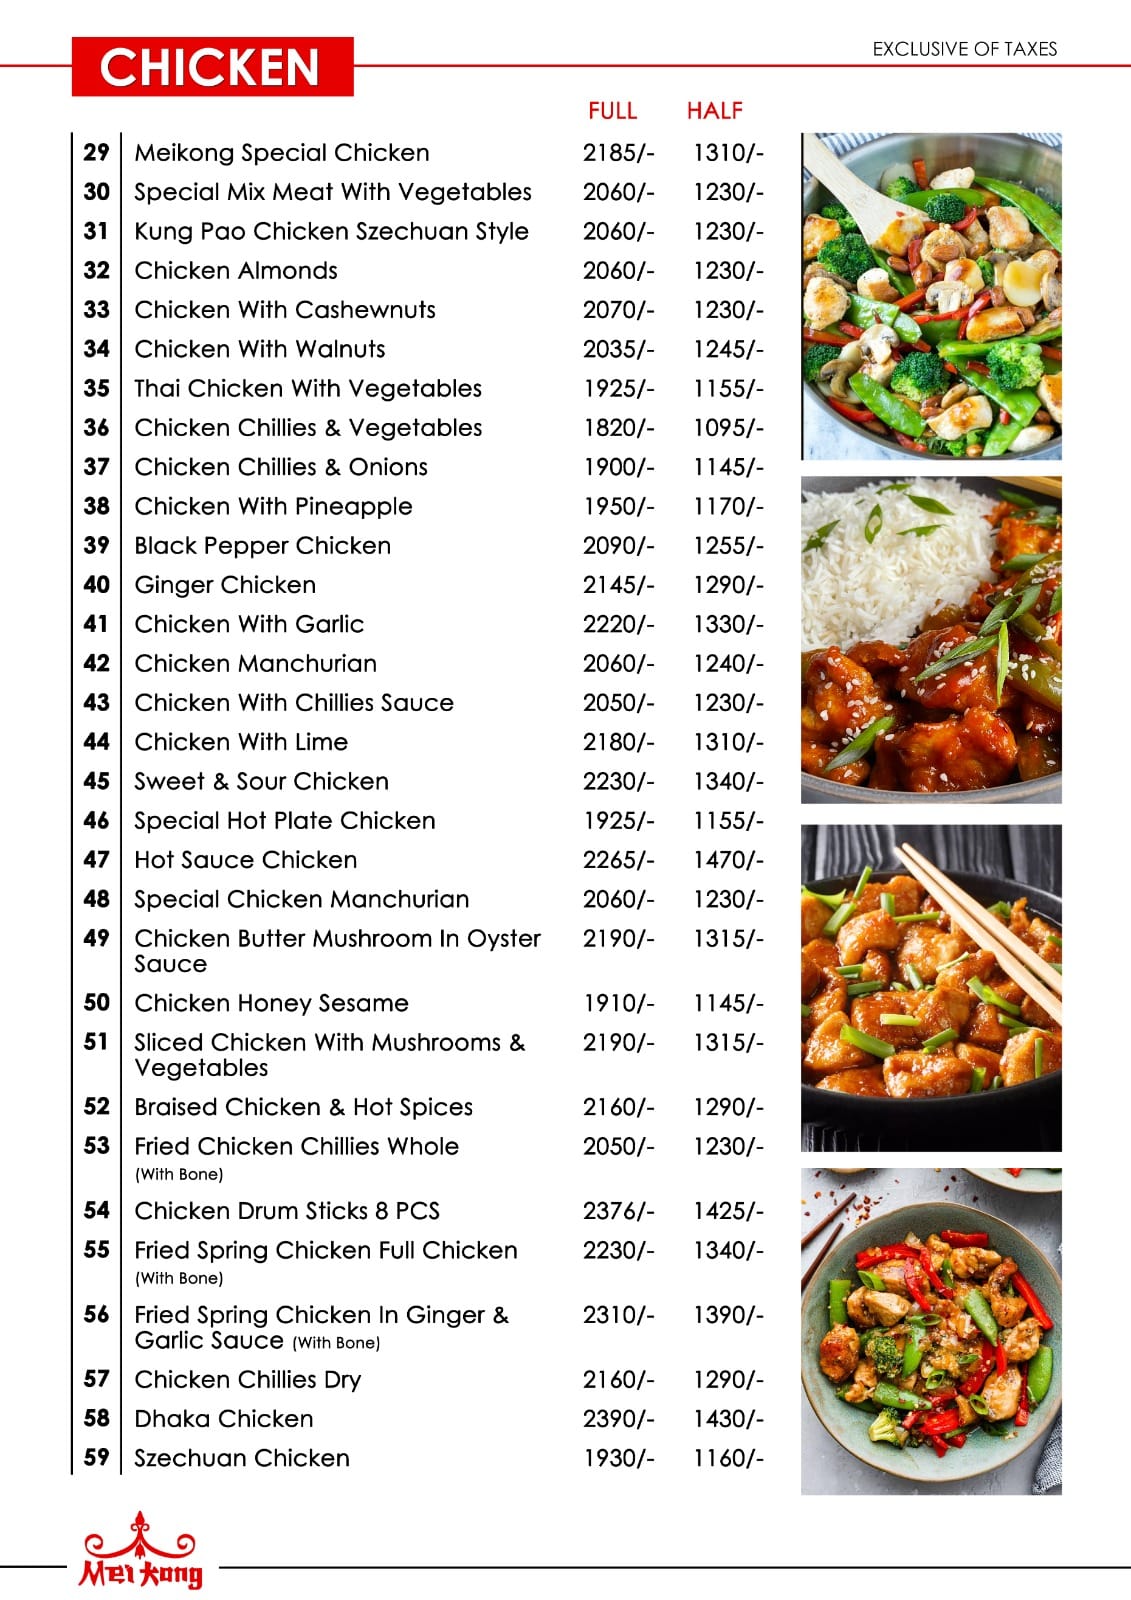 CHICKEN
EXCLUSIVE OF TAXES
FULL HALF
29 Meikong Special Chicken 2185/- 1310/-
30 Special Mix Meat With Vegetables 2060/- 1230/-
31 Kung Pao Chicken Szechuan Style 2060/- 1230/-
32 Chicken Almonds 2060/- 1230/-
33 Chicken With Cashewnuts 2070/- 1230/-
34 Chicken With Walnuts 2035/- 1245/-
35 Thai Chicken With Vegetables 1925/- 1155/-
36 Chicken Chillies & Vegetables 1820/- 1095/-
37 Chicken Chillies & Onions 1900/- 1145/-
38 Chicken With Pineapple 1950/- 1170/-
39 Black Pepper Chicken 2090/- 1255/-
40 Ginger Chicken 2145/- 1290/-
41 Chicken With Garlic 2220/- 1330/-
42 Chicken Manchurian 2060/- 1240/-
43 Chicken With Chillies Sauce 2050/- 1230/-
44 Chicken With Lime 2180/- 1310/-
45 Sweet & Sour Chicken 2230/- 1340/-
46 Special Hot Plate Chicken 1925/- 1155/-
47 Hot Sauce Chicken 2265/- 1470/-
48 Special Chicken Manchurian 2060/- 1230/-
49 Chicken Butter Mushroom In Oyster 2190/- 1315/-
Sauce
50 Chicken Honey Sesame 1910/- 1145/-
51 Sliced Chicken With Mushrooms & 2190/- 1315/-
Vegetables
52 Braised Chicken & Hot Spices 2160/- 1290/-
53 Fried Chicken Chillies Whole 2050/- 1230/-
(With Bone)
54 Chicken Drum Sticks 8 PCS 2376/- 1425/-
55 Fried Spring Chicken Full Chicken 2230/- 1340/-
(With Bone)
56 Fried Spring Chicken In Ginger & 2310/- 1390/-
Garlic Sauce (With Bone)
57 Chicken Chillies Dry 2160/- 1290/-
58 Dhaka Chicken 2390/- 1430/-
59 Szechuan Chicken 1930/- 1160/-
Mei kong